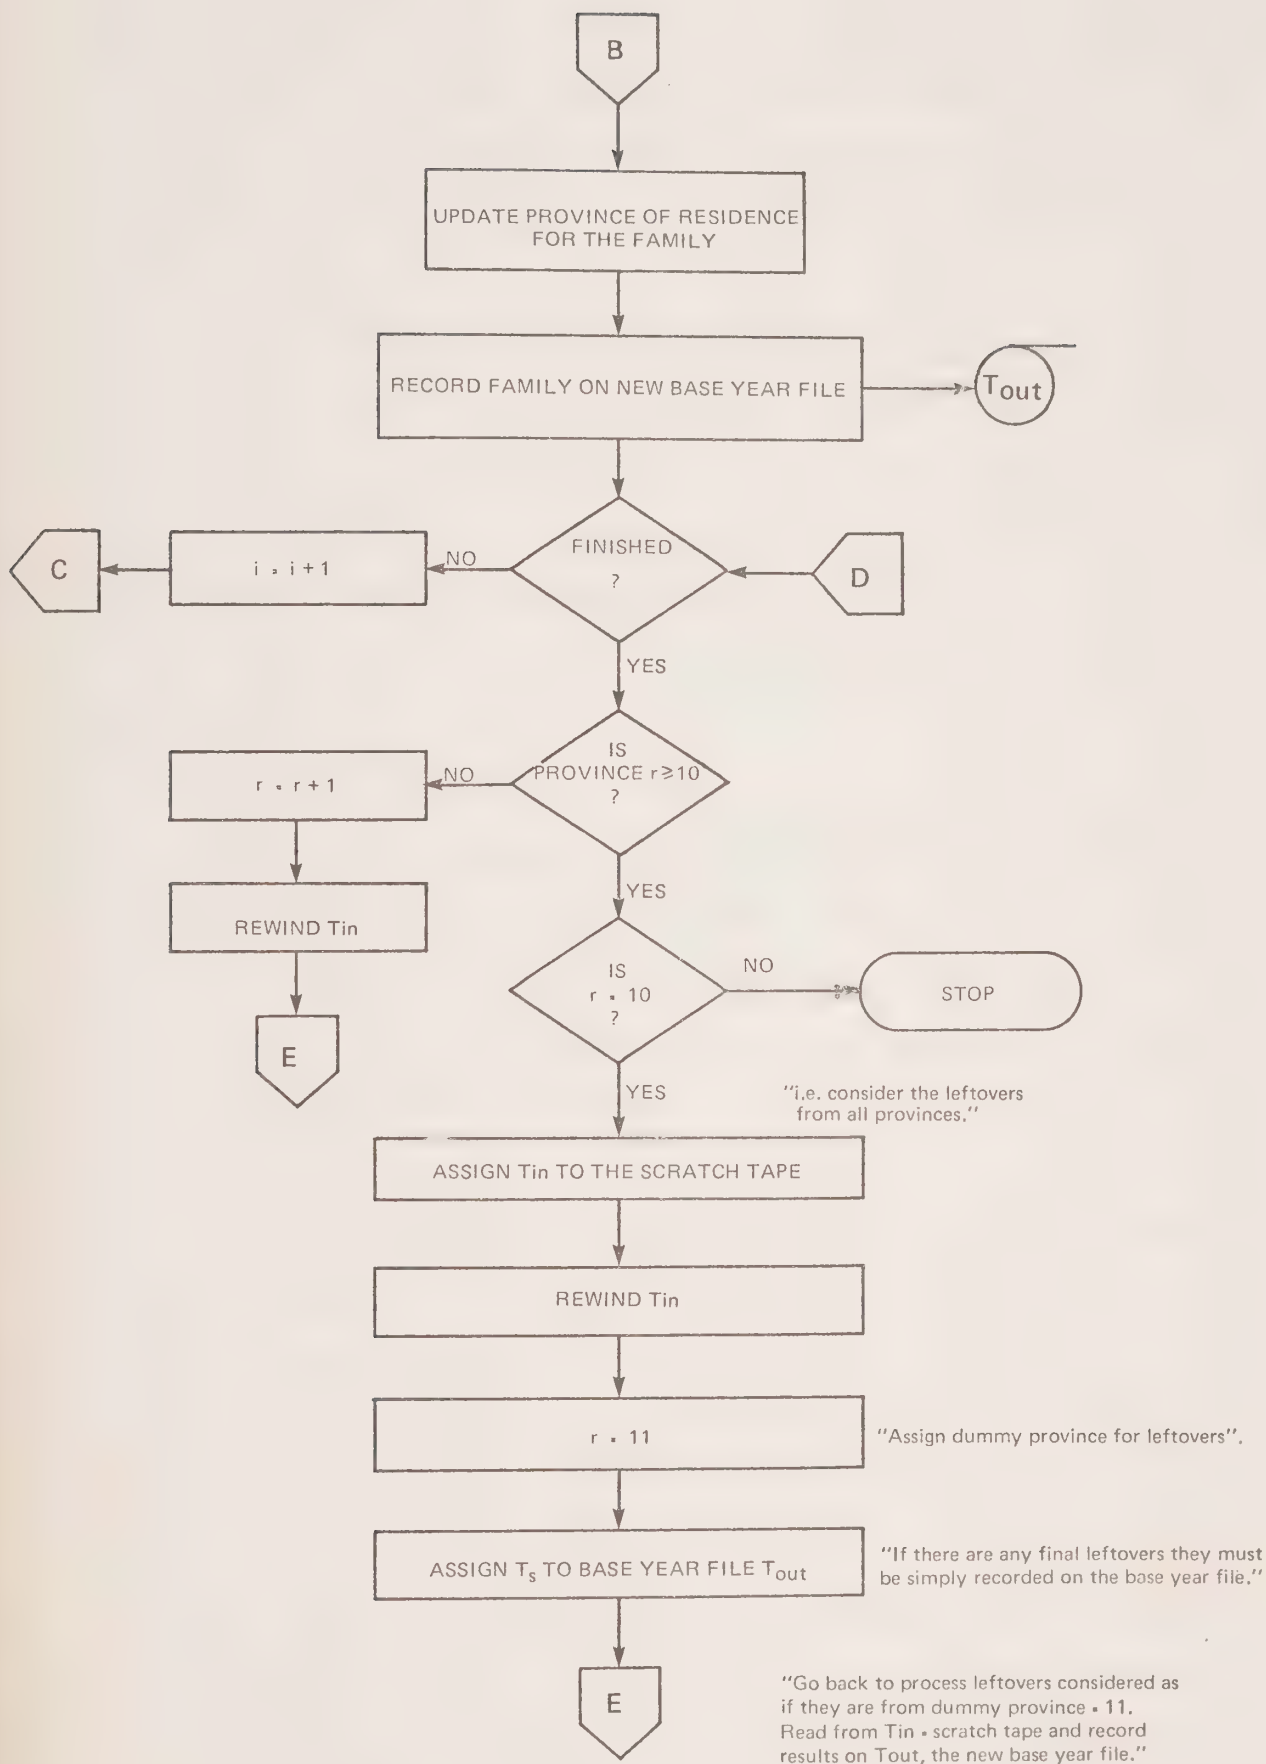 B
UPDATE PROVINCE OF RESIDENCE
FOR THE FAMILY
RECORD FAMILY ON NEW BASE YEAR FILE
Tout
FINISHED
?
NO
i = i + 1
C
D
YES
IS
PROVINCE r ≥ 10
?
NO
r = r + 1
REWIND Tin
E
YES
IS
r = 10
?
NO
STOP
YES
"i.e. consider the leftovers
from all provinces."
ASSIGN Tin TO THE SCRATCH TAPE
REWIND Tin
r = 11
"Assign dummy province for leftovers".
ASSIGN Ts TO BASE YEAR FILE Tout
"If there are any final leftovers they must
be simply recorded on the base year file."
E
"Go back to process leftovers considered as
if they are from dummy province = 11.
Read from Tin = scratch tape and record
results on Tout, the new base year file."